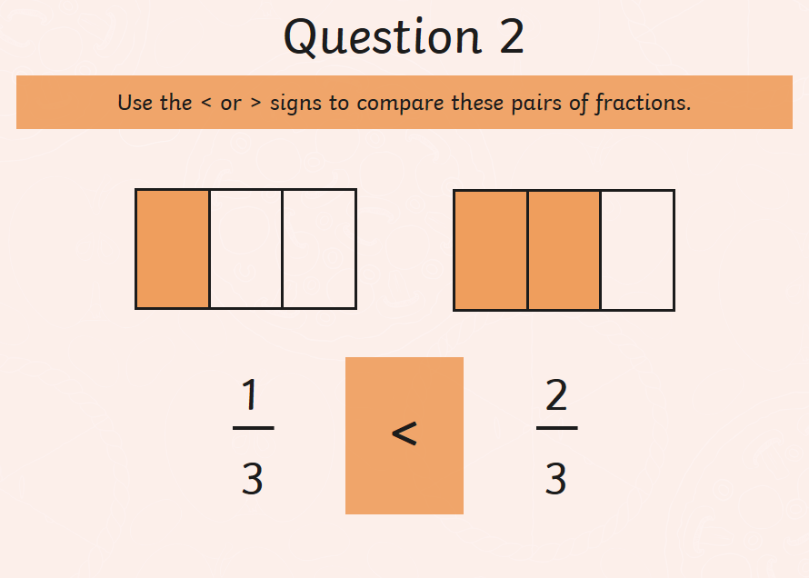 Question 2
Use the < or > signs to compare these pairs of fractions.
1
3
<
2
3